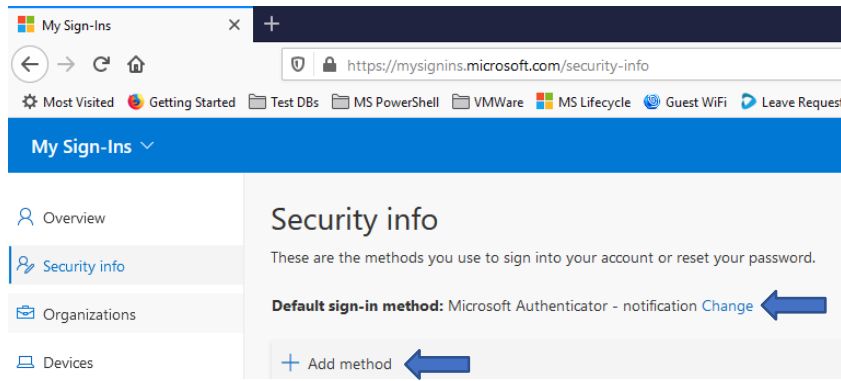 My Sign-Ins
https://mysignins.microsoft.com/security-info
Most Visited Getting Started Test DBs MS PowerShell VMWare MS Lifecycle Guest WiFi Leave Request
My Sign-Ins
Overview
Security info
Organizations
Devices
Security info
These are the methods you use to sign into your account or reset your password.
Default sign-in method: Microsoft Authenticator - notification Change
Add method